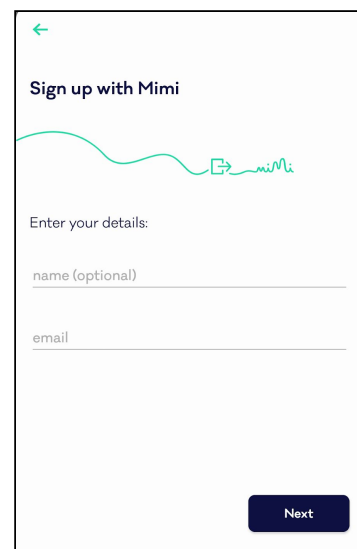 Sign up with Mimi
miMi
Enter your details:
name (optional)
email
Next